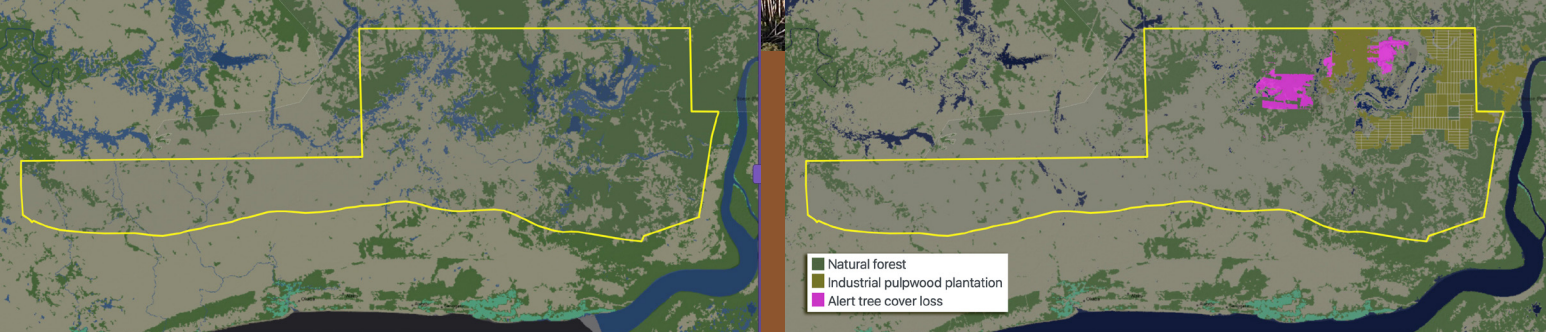 Natural forest
Industrial pulpwood plantation
Alert tree cover loss